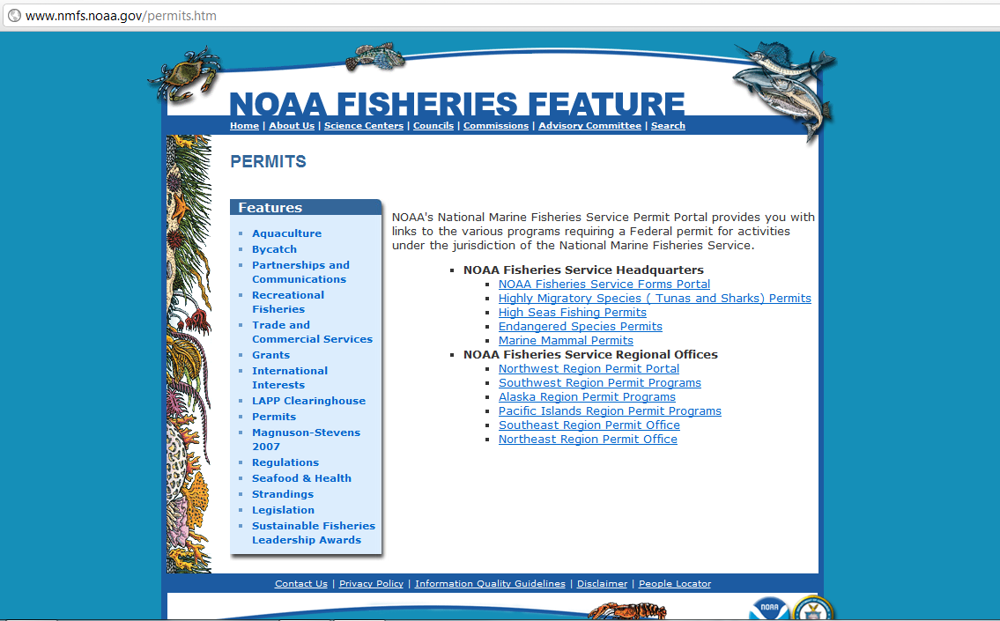 www.nmfs.noaa.gov/permits.htm
NOAA FISHERIES FEATURE
Home | About Us | Science Centers | Councils | Commissions | Advisory Committee | Search
PERMITS
Features
Aquaculture
Bycatch
Partnerships and
Communications
Recreational
Fisheries
Trade and
Commercial Services
Grants
International
Interests
LAPP Clearinghouse
Permits
Magnuson-Stevens
2007
Regulations
Seafood & Health
Strandings
Legislation
Sustainable Fisheries
Leadership Awards
NOAA's National Marine Fisheries Service Permit Portal provides you with
links to the various programs requiring a Federal permit for activities
under the jurisdiction of the National Marine Fisheries Service.
NOAA Fisheries Service Headquarters
NOAA Fisheries Service Forms Portal
Highly Migratory Species ( Tunas and Sharks) Permits
High Seas Fishing Permits
Endangered Species Permits
Marine Mammal Permits
NOAA Fisheries Service Regional Offices
Northwest Region Permit Portal
Southwest Region Permit Programs
Alaska Region Permit Programs
Pacific Islands Region Permit Programs
Southeast Region Permit Office
Northeast Region Permit Office
Contact Us | Privacy Policy | Information Quality Guidelines | Disclaimer | People Locator
NOAA